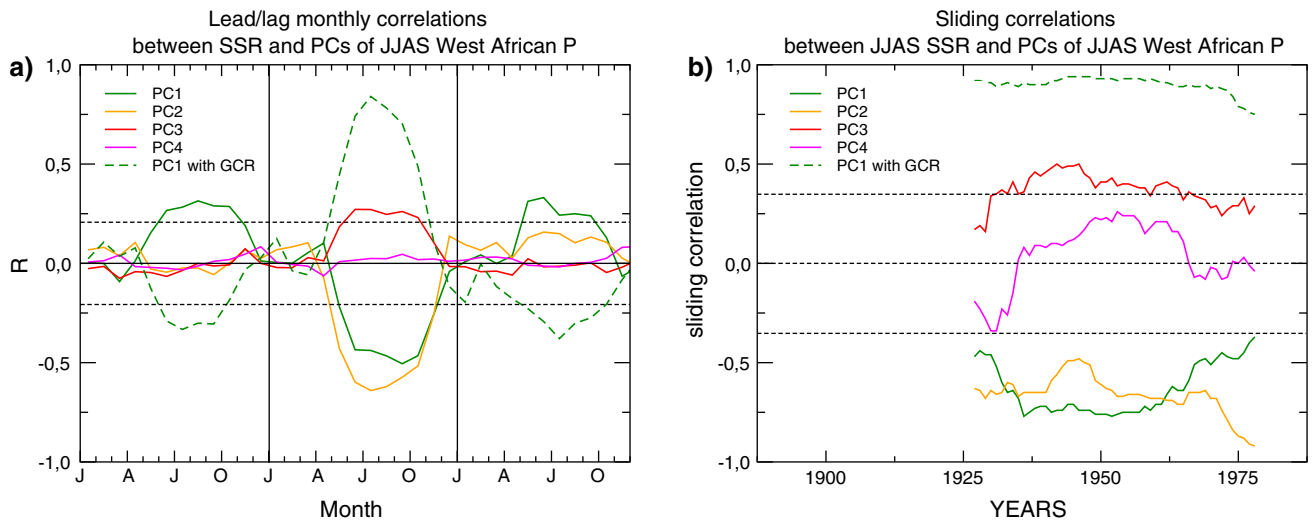 Lead/lag monthly correlations
between SSR and PCs of JJAS West African P
a)
1,0
0,5
0,0
-0,5
-1,0
R
PC1
PC2
PC3
PC4
PC1 with GCR
J A J O J A J O J A J O
Month
Sliding correlations
between JJAS SSR and PCs of JJAS West African P
b)
1,0
0,5
0,0
-0,5
-1,0
sliding correlation
PC1
PC2
PC3
PC4
PC1 with GCR
1900 1925 1950 1975
YEARS